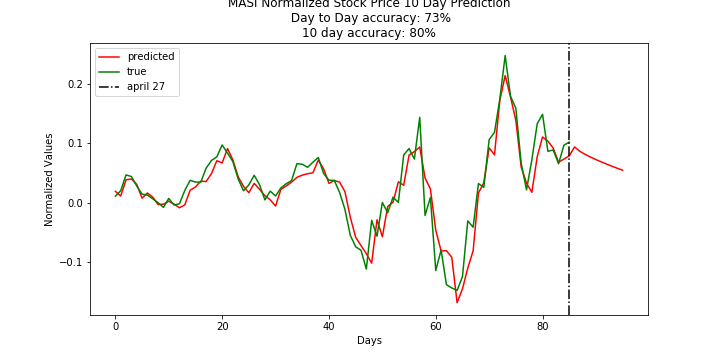 MASI Normalized Stock Price 10 Day Prediction
Day to Day accuracy: 73%
10 day accuracy: 80%
predicted
true
april 27
0.2
0.1
0.0
−0.1
Normalized Values
0
20
40
60
80
Days